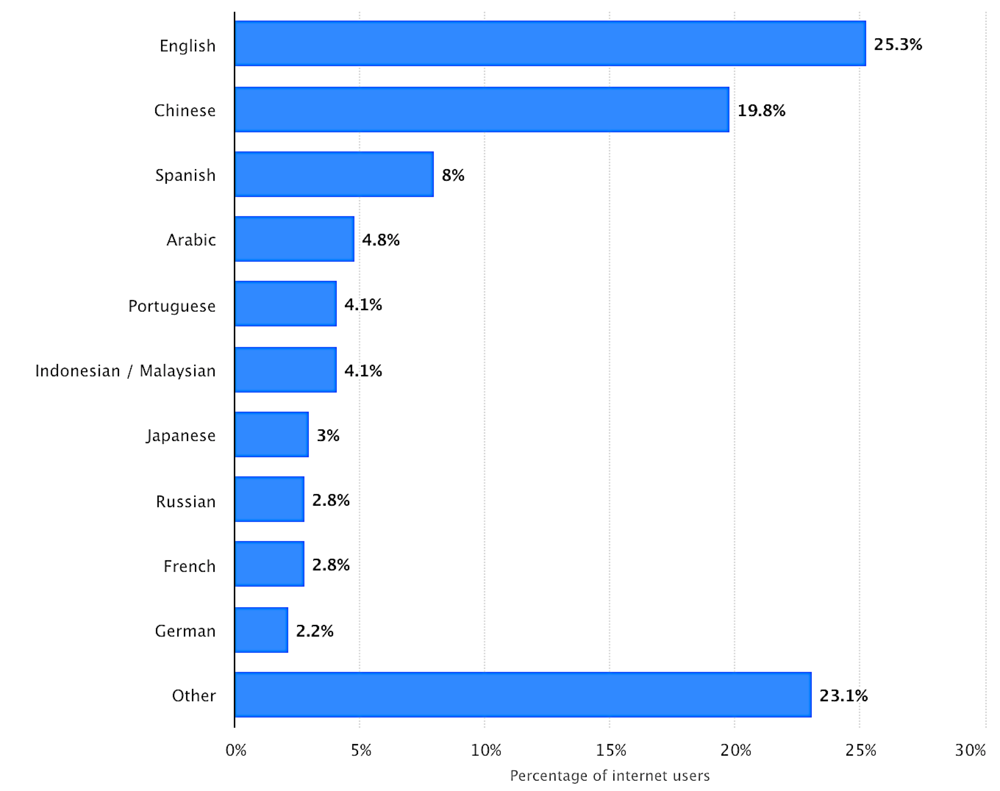 English 25.3%
Chinese 19.8%
Spanish 8%
Arabic 4.8%
Portuguese 4.1%
Indonesian / Malaysian 4.1%
Japanese 3%
Russian 2.8%
French 2.8%
German 2.2%
Other 23.1%
0% 5% 10% 15% 20% 25% 30%
Percentage of internet users